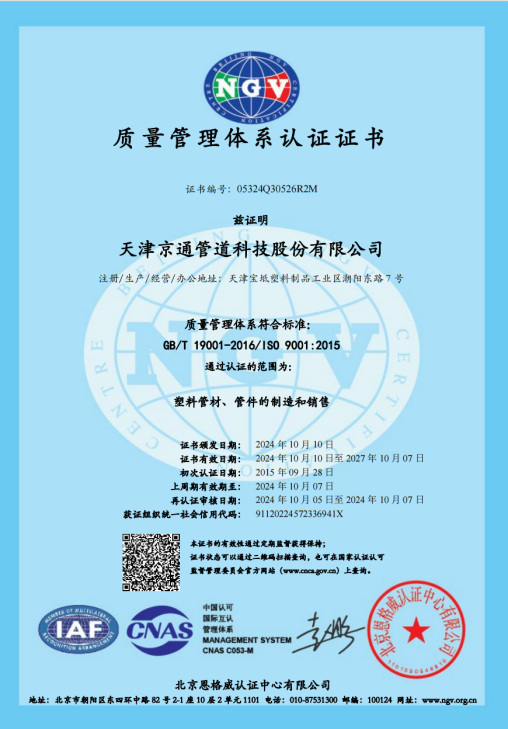 BEIJING NGV
NGV
CENTRE CERTIFICATION
质量管理体系认证证书
证书编号：05324Q30526R2M
兹证明
天津京通管道科技股份有限公司
注册/生产/经营/办公地址：天津宝坻塑料制品工业区潮阳东路 7 号
质量管理体系符合标准：
GB/T 19001-2016/ISO 9001:2015
通过认证的范围为：
塑料管材、管件的制造和销售
证书颁发日期： 2024 年 10 月 10 日
证书有效日期： 2024 年 10 月 10 日至 2027 年 10 月 07 日
初次认证日期： 2015 年 09 月 28 日
上周期有效期至： 2024 年 10 月 07 日
再认证审核日期： 2024 年 10 月 05 日至 2024 年 10 月 07 日
获证组织统一社会信用代码： 91120224572336941X
本证书的有效性通过定期监督获得保持；
证书状态可以通过二维码扫描查询，也可在国家认证认可
监督管理委员会官方网站（www.cnca.gov.cn）上查询。
MEMBER OF MULTILATERAL
IAF
RECOGNITION ARRANGEMENT
CNAS
中国认可
国际互认
管理体系
MANAGEMENT SYSTEM
CNAS C053-M
北京恩格威认证中心有限公司
北京恩格威认证中心有限公司
地址：北京市朝阳区东四环中路 82 号 2-1 座 10 层 2 单元 1101 电话：010-87531300 邮编：100124 网址：www.ngv.org.cn